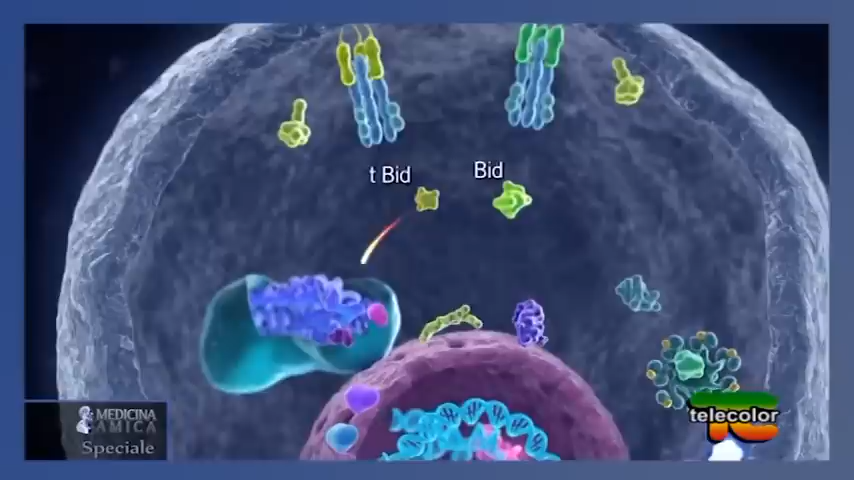 t Bid
Bid
MEDICINA
AMICA
Speciale
telecolor